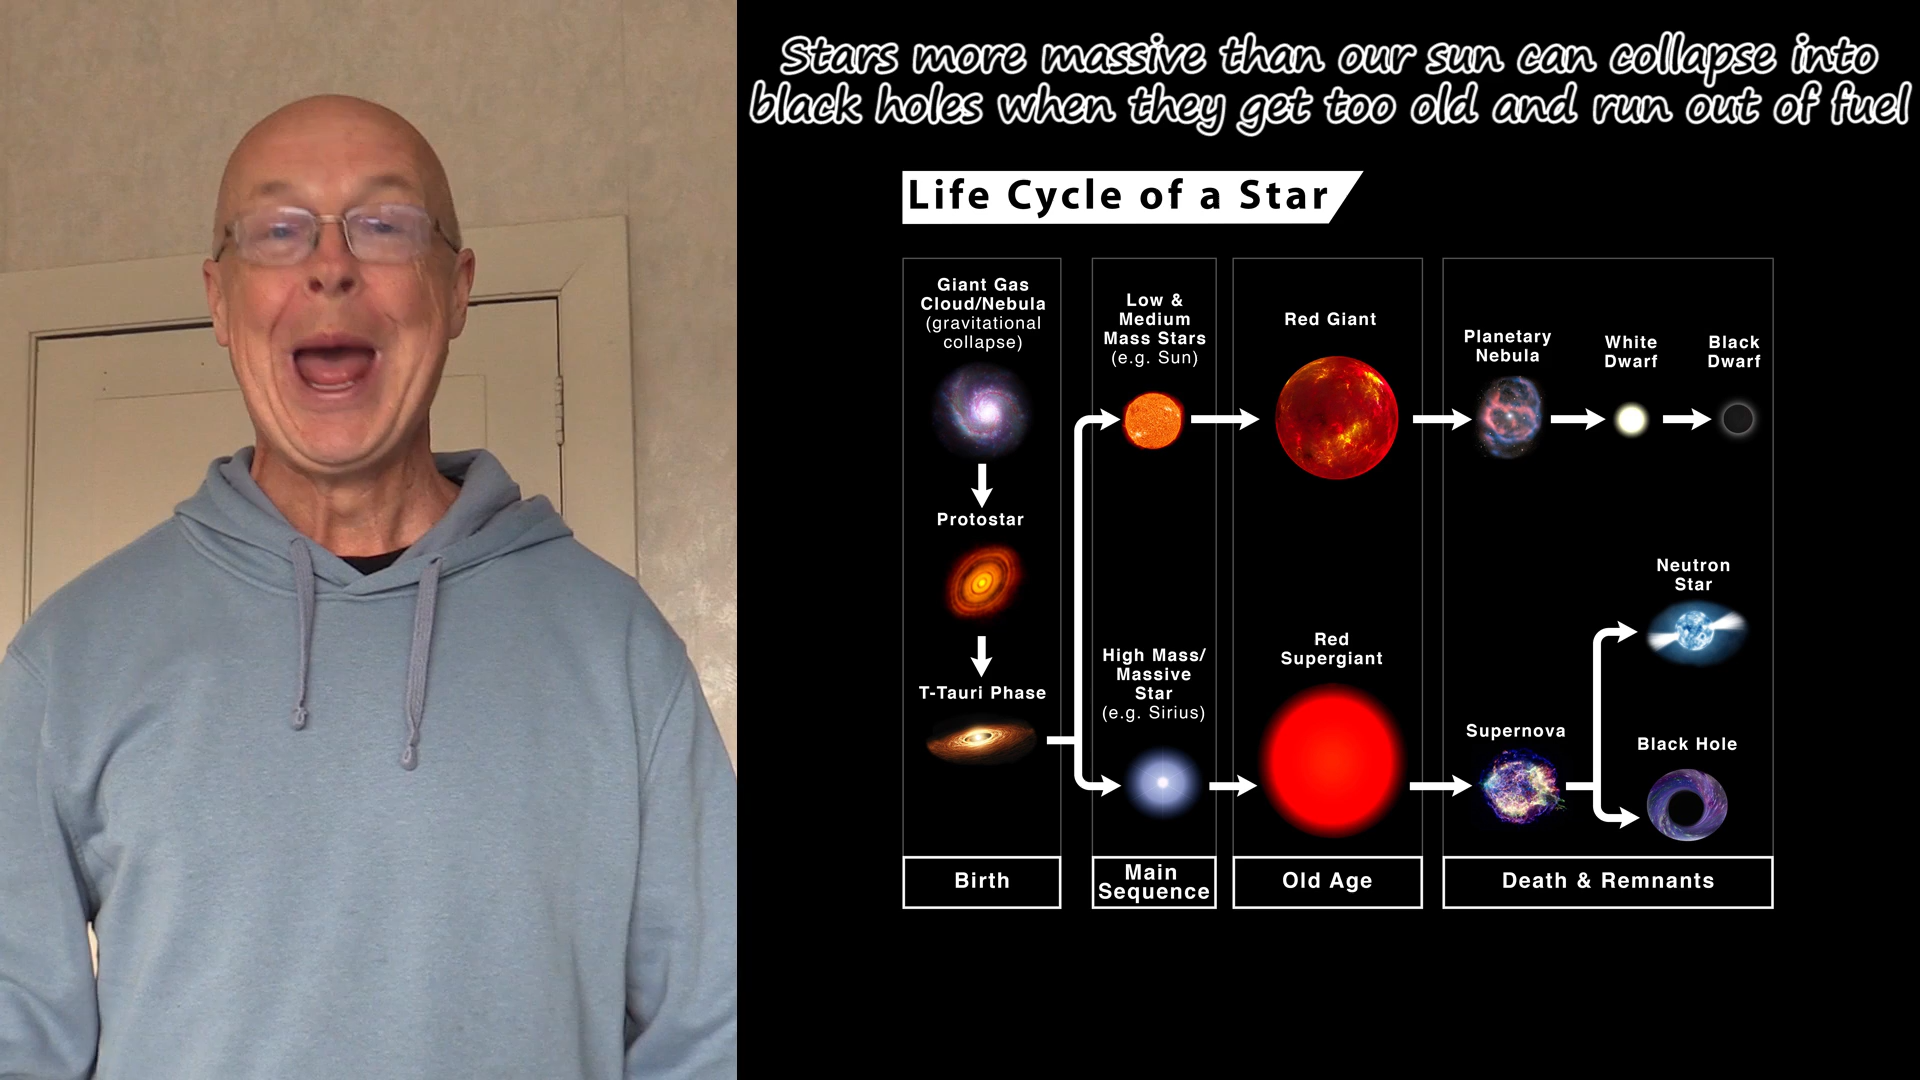 Stars more massive than our sun can collapse into
black holes when they get too old and run out of fuel
Life Cycle of a Star
Giant Gas
Cloud/Nebula
(gravitational
collapse)
Protostar
T-Tauri Phase
Low &
Medium
Mass Stars
(e.g. Sun)
High Mass/
Massive
Star
(e.g. Sirius)
Red Giant
Red
Supergiant
Planetary
Nebula
White
Dwarf
Black
Dwarf
Supernova
Neutron
Star
Black Hole
Birth
Main
Sequence
Old Age
Death & Remnants